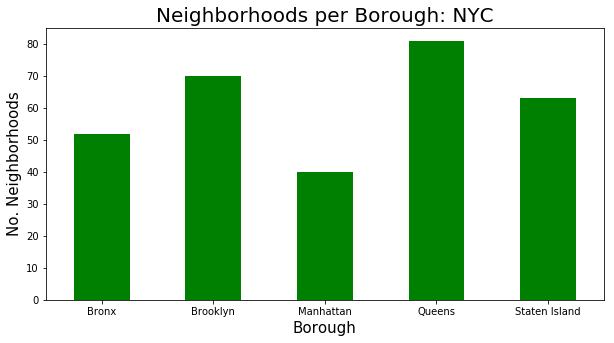 Neighborhoods per Borough: NYC
No. Neighborhoods
80
70
60
50
40
30
20
10
0
Bronx Brooklyn Manhattan Queens Staten Island
Borough